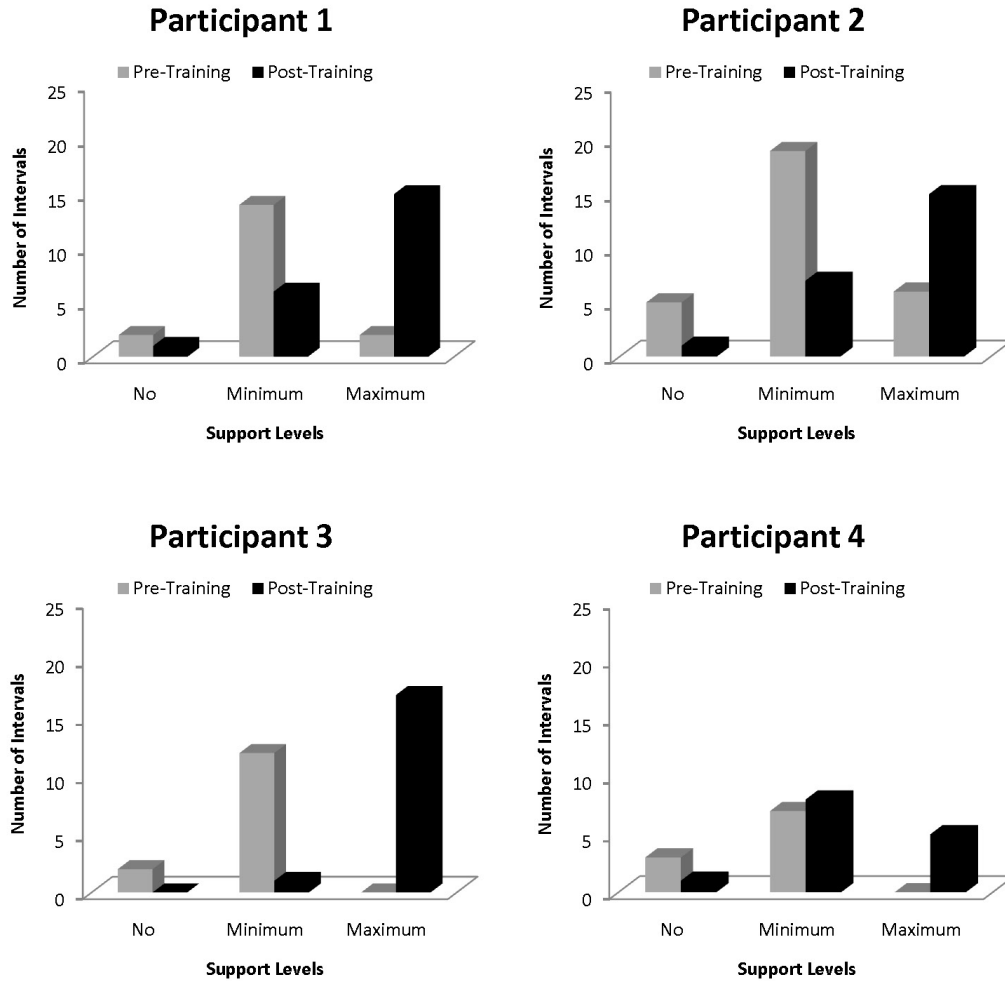 Participant 1
Pre-Training Post-Training
25
20
15
10
5
0
Number of Intervals
No Minimum Maximum
Support Levels
Participant 2
Pre-Training Post-Training
25
20
15
10
5
0
Number of Intervals
No Minimum Maximum
Support Levels
Participant 3
Pre-Training Post-Training
25
20
15
10
5
0
Number of Intervals
No Minimum Maximum
Support Levels
Participant 4
Pre-Training Post-Training
25
20
15
10
5
0
Number of Intervals
No Minimum Maximum
Support Levels